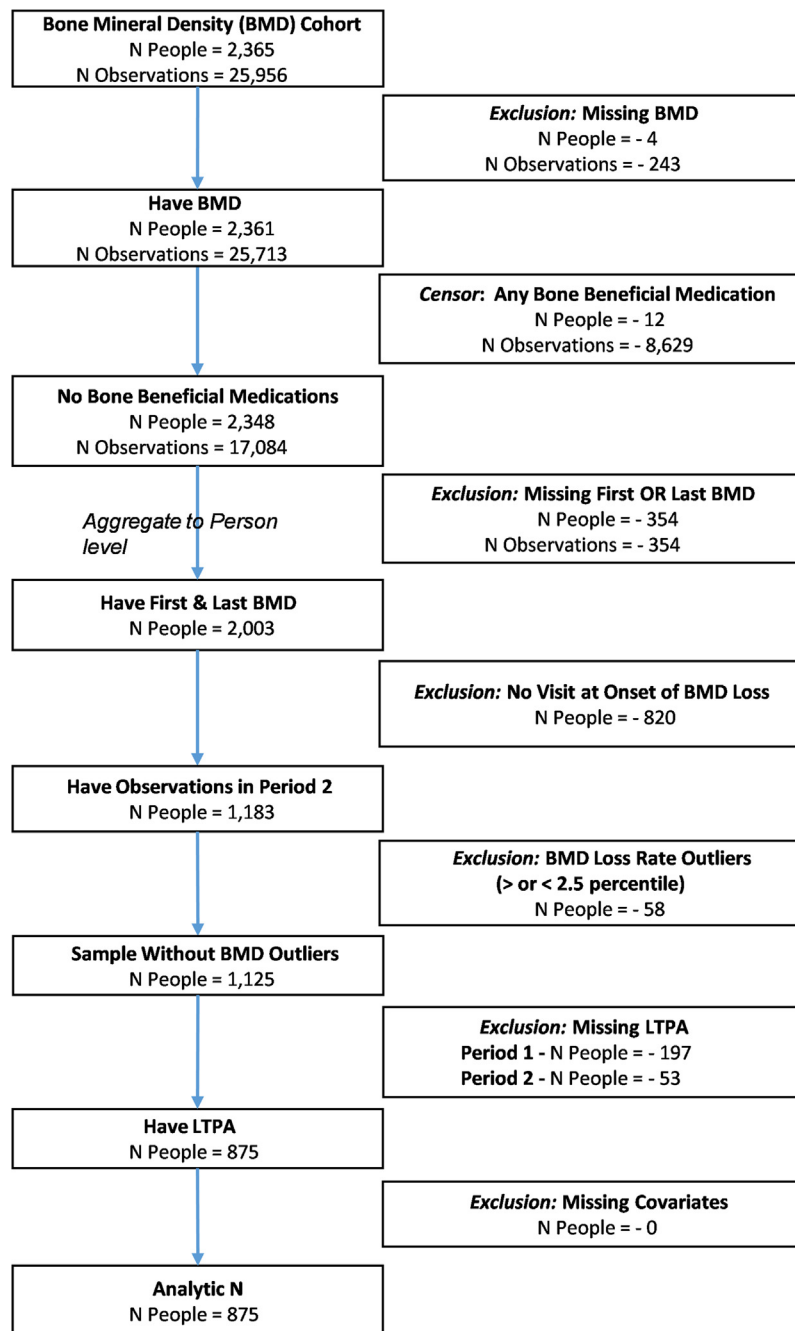 Bone Mineral Density (BMD) Cohort
N People = 2,365
N Observations = 25,956
Exclusion: Missing BMD
N People = - 4
N Observations = - 243
Have BMD
N People = 2,361
N Observations = 25,713
Censor: Any Bone Beneficial Medication
N People = - 12
N Observations = - 8,629
No Bone Beneficial Medications
N People = 2,348
N Observations = 17,084
Exclusion: Missing First OR Last BMD
N People = - 354
N Observations = - 354
Aggregate to Person
level
Have First & Last BMD
N People = 2,003
Exclusion: No Visit at Onset of BMD Loss
N People = - 820
Have Observations in Period 2
N People = 1,183
Exclusion: BMD Loss Rate Outliers
(> or < 2.5 percentile)
N People = - 58
Sample Without BMD Outliers
N People = 1,125
Exclusion: Missing LTPA
Period 1 - N People = - 197
Period 2 - N People = - 53
Have LTPA
N People = 875
Exclusion: Missing Covariates
N People = - 0
Analytic N
N People = 875